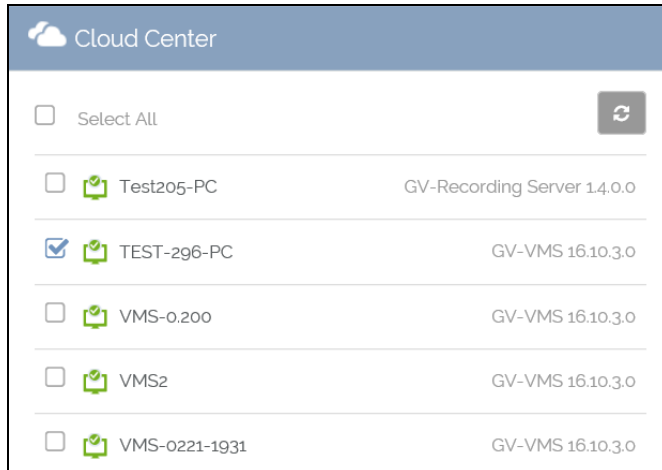 Cloud Center
Select All
Test205-PC GV-Recording Server 1.4.0.0
TEST-296-PC GV-VMS 16.10.3.0
VMS-0.200 GV-VMS 16.10.3.0
VMS2 GV-VMS 16.10.3.0
VMS-0221-1931 GV-VMS 16.10.3.0